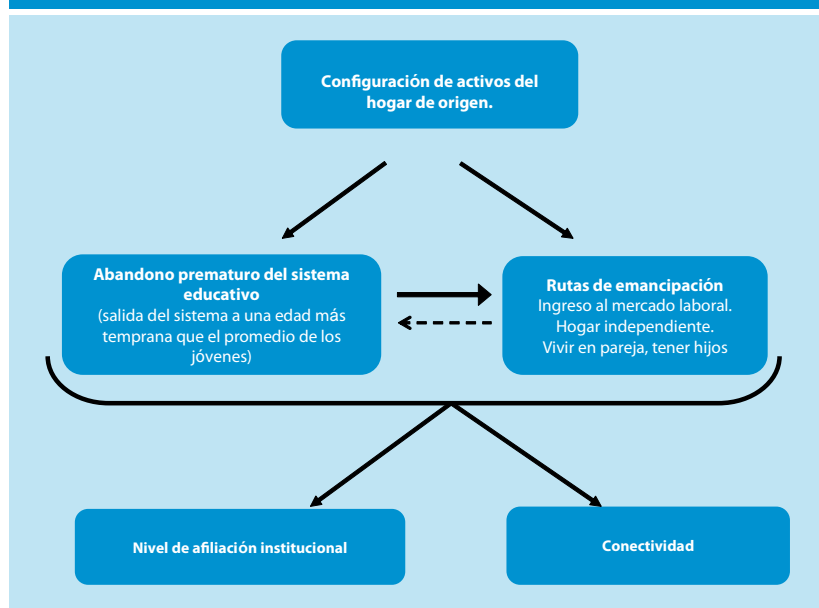 Configuración de activos del
hogar de origen.
Abandono prematuro del sistema
educativo
(salida del sistema a una edad más
temprana que el promedio de los
jóvenes)
Rutas de emancipación
Ingreso al mercado laboral.
Hogar independiente.
Vivir en pareja, tener hijos
Nivel de afiliación institucional
Conectividad